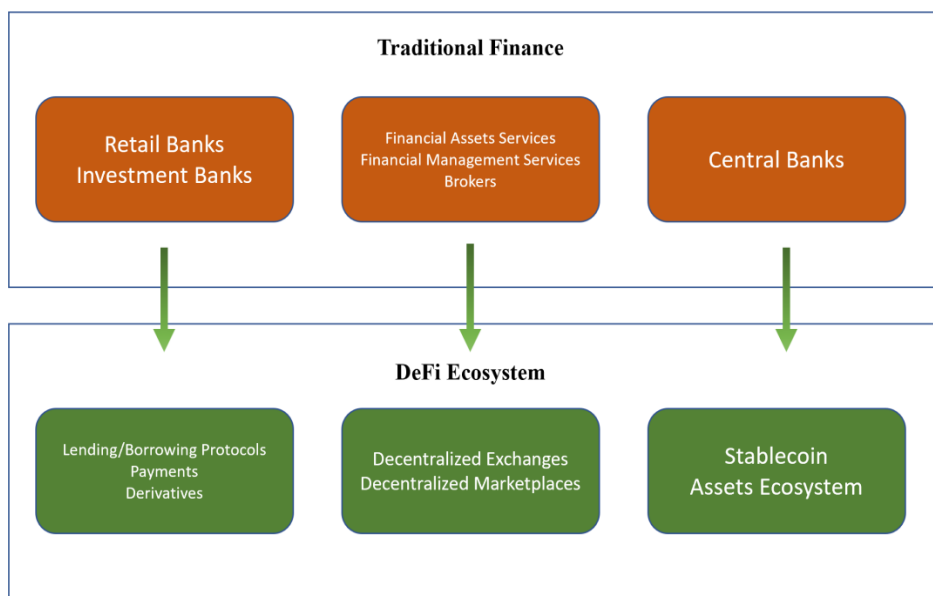 Traditional Finance
Retail Banks
Investment Banks
Financial Assets Services
Financial Management Services
Brokers
Central Banks
DeFi Ecosystem
Lending/Borrowing Protocols
Payments
Derivatives
Decentralized Exchanges
Decentralized Marketplaces
Stablecoin
Assets Ecosystem